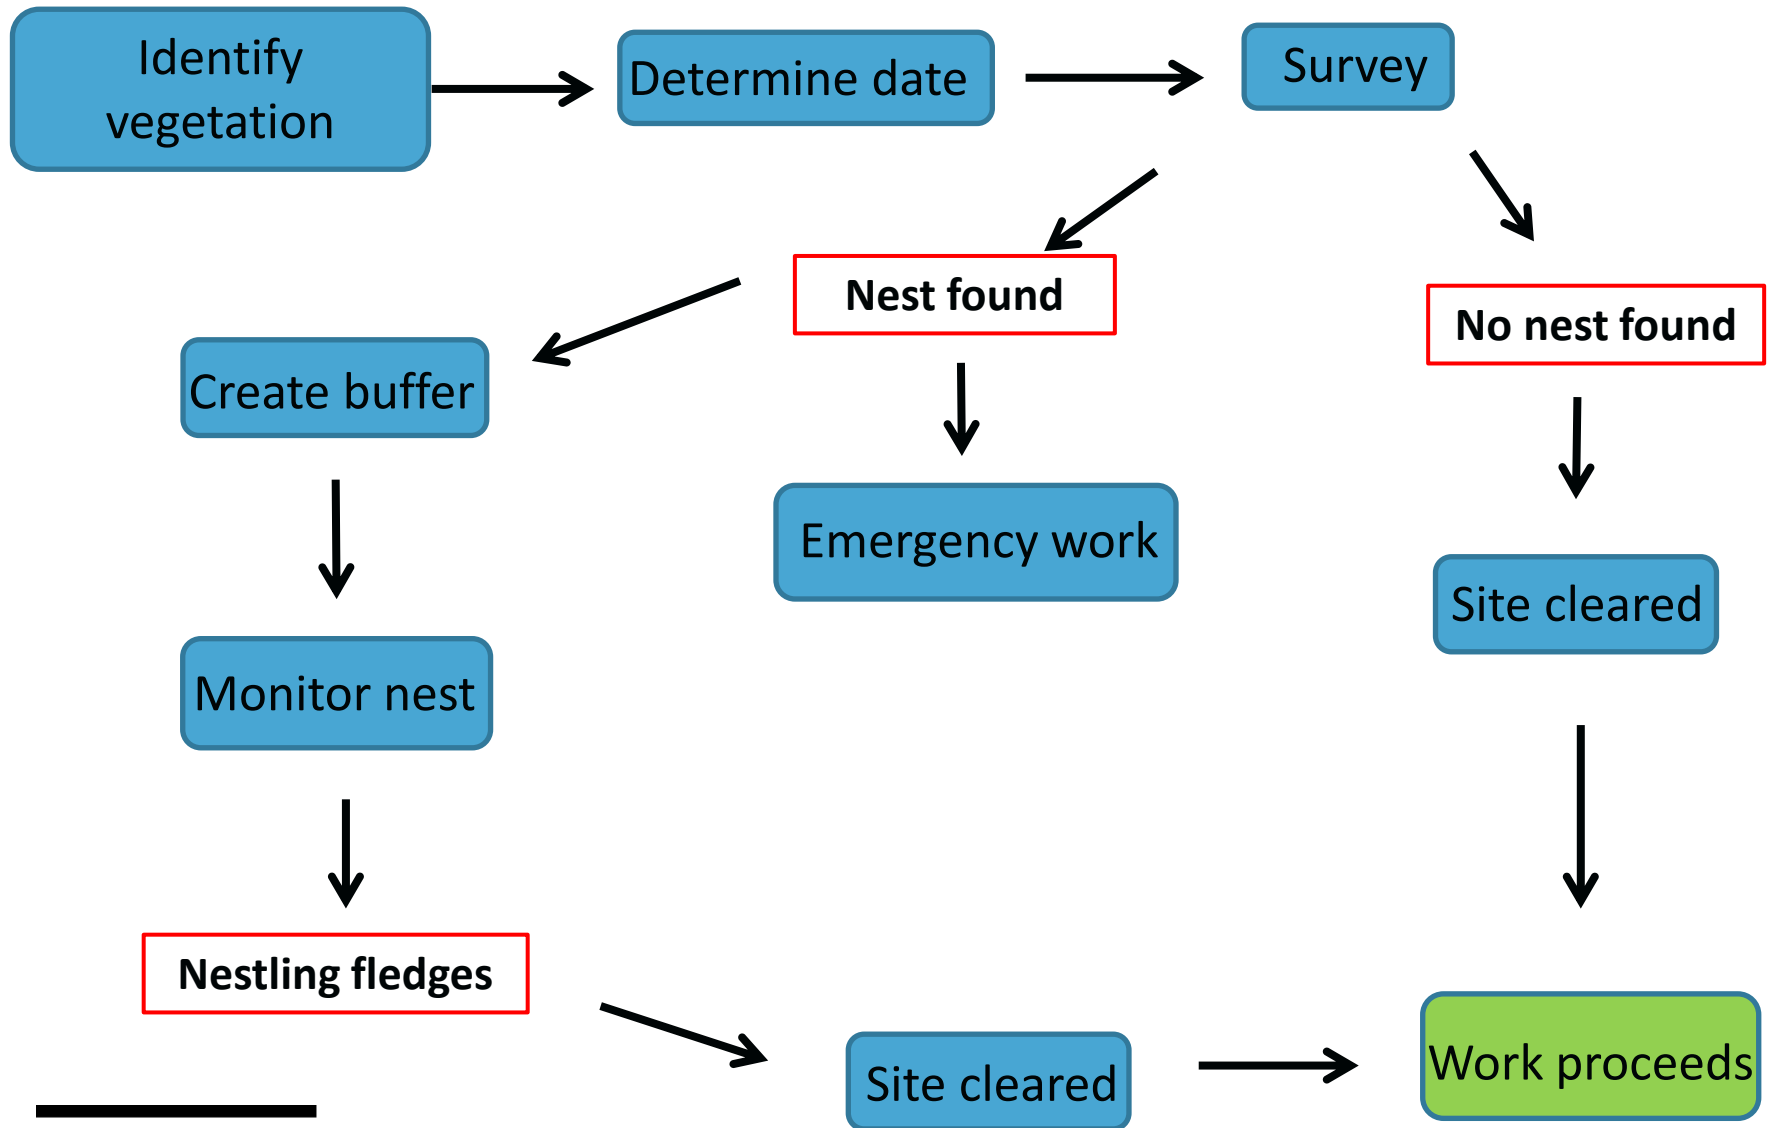 Identify
vegetation
Determine date
Survey
Nest found
No nest found
Create buffer
Emergency work
Site cleared
Monitor nest
Nestling fledges
Site cleared
Work proceeds